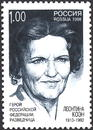 1.00
РОССИЯ
ROSSIJA 1998
ГЕРОЙ
РОССИЙСКОЙ
ФЕДЕРАЦИИ
РАЗВЕДЧИЦА
ЛЕОНТИНА
КОЭН
1913-1992